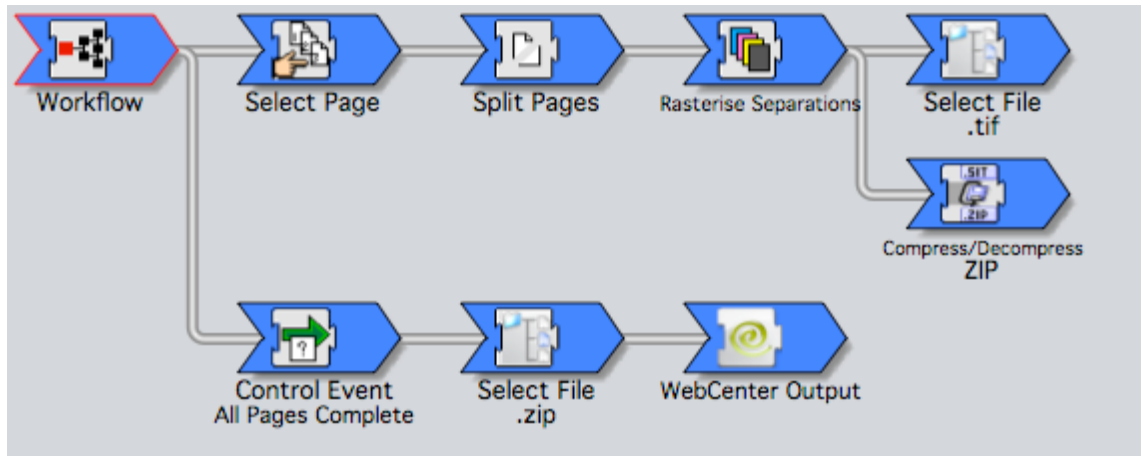 Workflow
Select Page
Split Pages
Rasterise Separations
Select File
.tif
.SIT
.ZIP
Compress/Decompress
ZIP
?
Control Event
All Pages Complete
Select File
.zip
WebCenter Output